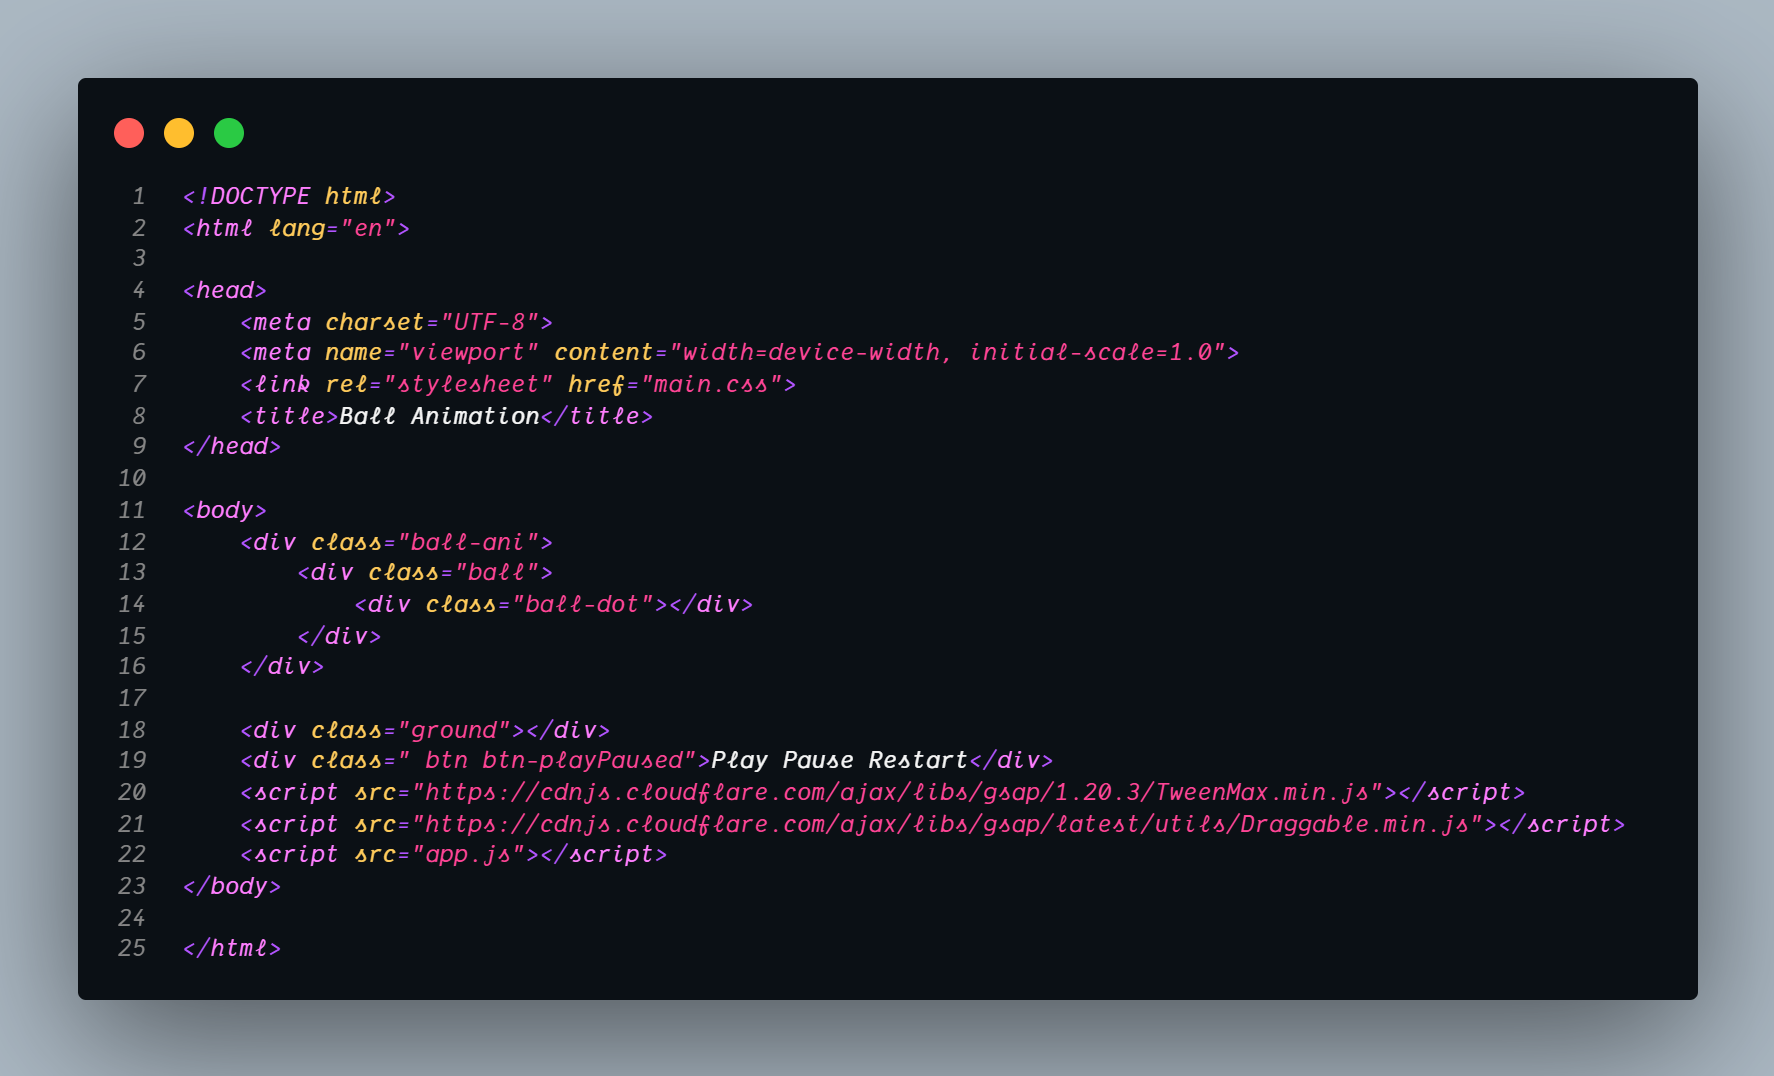 1 <!DOCTYPE html>
2 <html lang="en">
3
4 <head>
5     <meta charset="UTF-8">
6     <meta name="viewport" content="width=device-width, initial-scale=1.0">
7     <link rel="stylesheet" href="main.css">
8     <title>Ball Animation</title>
9 </head>
10
11 <body>
12     <div class="ball-ani">
13         <div class="ball">
14             <div class="ball-dot"></div>
15         </div>
16     </div>
17
18     <div class="ground"></div>
19     <div class=" btn btn-playPaused">Play Pause Restart</div>
20     <script src="https://cdnjs.cloudflare.com/ajax/libs/gsap/1.20.3/TweenMax.min.js"></script>
21     <script src="https://cdnjs.cloudflare.com/ajax/libs/gsap/latest/utils/Draggable.min.js"></script>
22     <script src="app.js"></script>
23 </body>
24
25 </html>